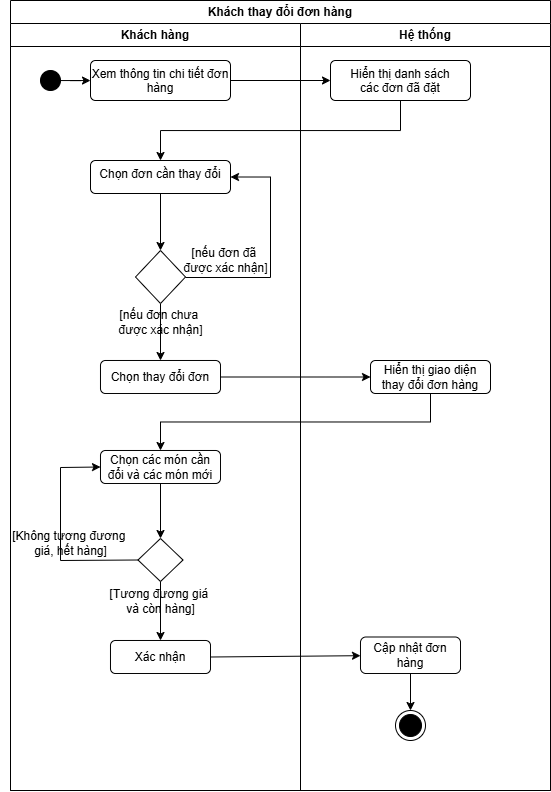 Khách thay đổi đơn hàng
Khách hàng
Hệ thống
Xem thông tin chi tiết đơn
hàng
Hiển thị danh sách
các đơn đã đặt
Chọn đơn cần thay đổi
[nếu đơn đã
được xác nhận]
[nếu đơn chưa
được xác nhận]
Chọn thay đổi đơn
Hiển thị giao diện
thay đổi đơn hàng
Chọn các món cần
đổi và các món mới
[Không tương đương
giá, hết hàng]
[Tương đương giá
và còn hàng]
Xác nhận
Cập nhật đơn
hàng